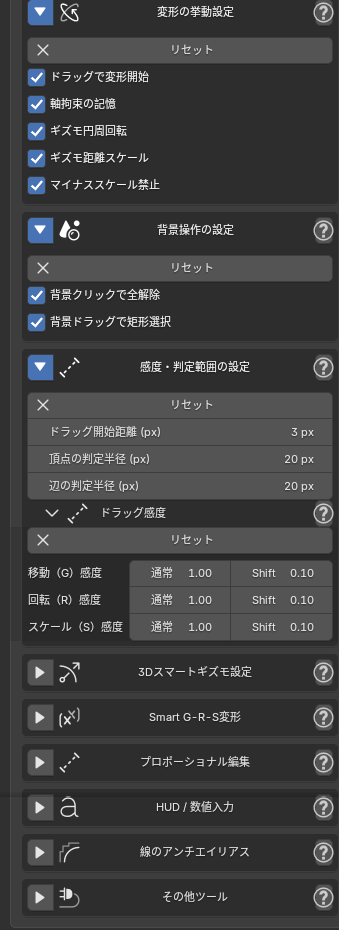 変形の挙動設定
リセット
ドラッグで変形開始
軸拘束の記憶
ギズモ円周回転
ギズモ距離スケール
マイナススケール禁止
背景操作の設定
リセット
背景クリックで全解除
背景ドラッグで矩形選択
感度・判定範囲の設定
リセット
ドラッグ開始距離 (px) 3 px
頂点の判定半径 (px) 20 px
辺の判定半径 (px) 20 px
ドラッグ感度
リセット
移動（G）感度 通常 1.00 Shift 0.10
回転（R）感度 通常 1.00 Shift 0.10
スケール（S）感度 通常 1.00 Shift 0.10
3Dスマートギズモ設定
Smart G-R-S変形
プロポーショナル編集
HUD / 数値入力
線のアンチエイリアス
その他ツール